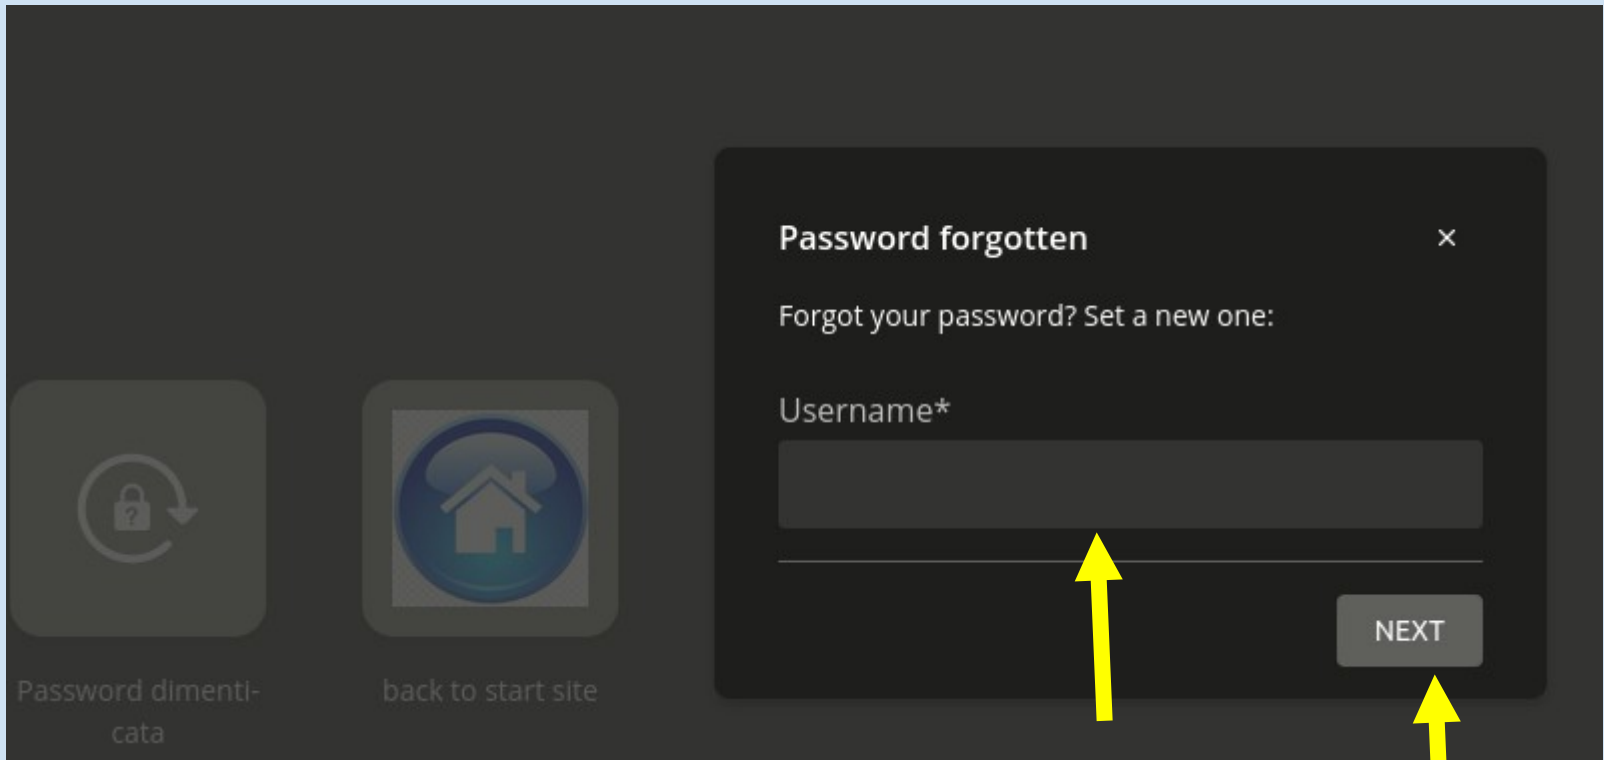 Password forgotten
×
Forgot your password? Set a new one:
Username*
?
NEXT
Password dimenti-
cata
back to start site